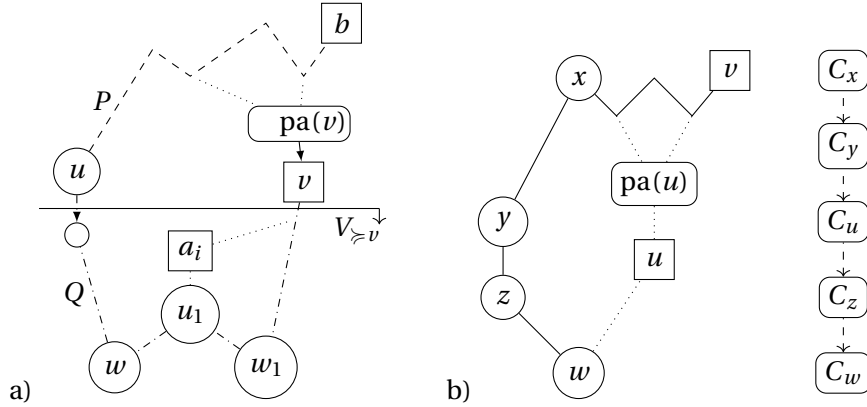 b
P
pa(v)
u
v
V≽v
a_i
Q
u_1
w
w_1
a)
x
v
pa(u)
y
u
z
w
b)
C_x
C_y
C_u
C_z
C_w